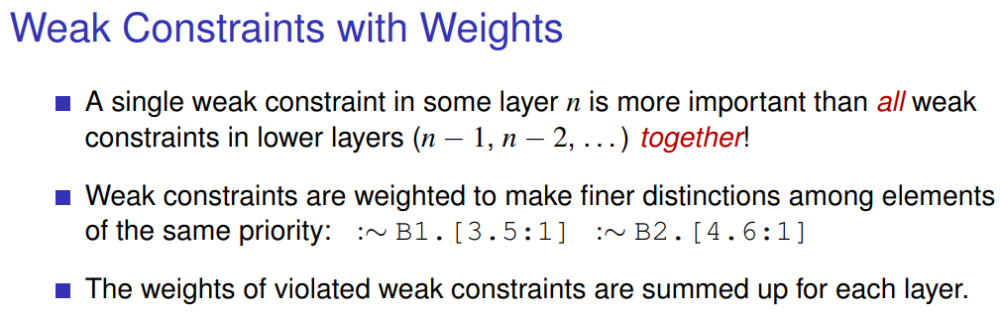 Weak Constraints with Weights
A single weak constraint in some layer n is more important than all weak
constraints in lower layers (n − 1, n − 2, . . .) together!
Weak constraints are weighted to make finer distinctions among elements
of the same priority: :∼ B1. [3.5:1] :∼ B2. [4.6:1]
The weights of violated weak constraints are summed up for each layer.